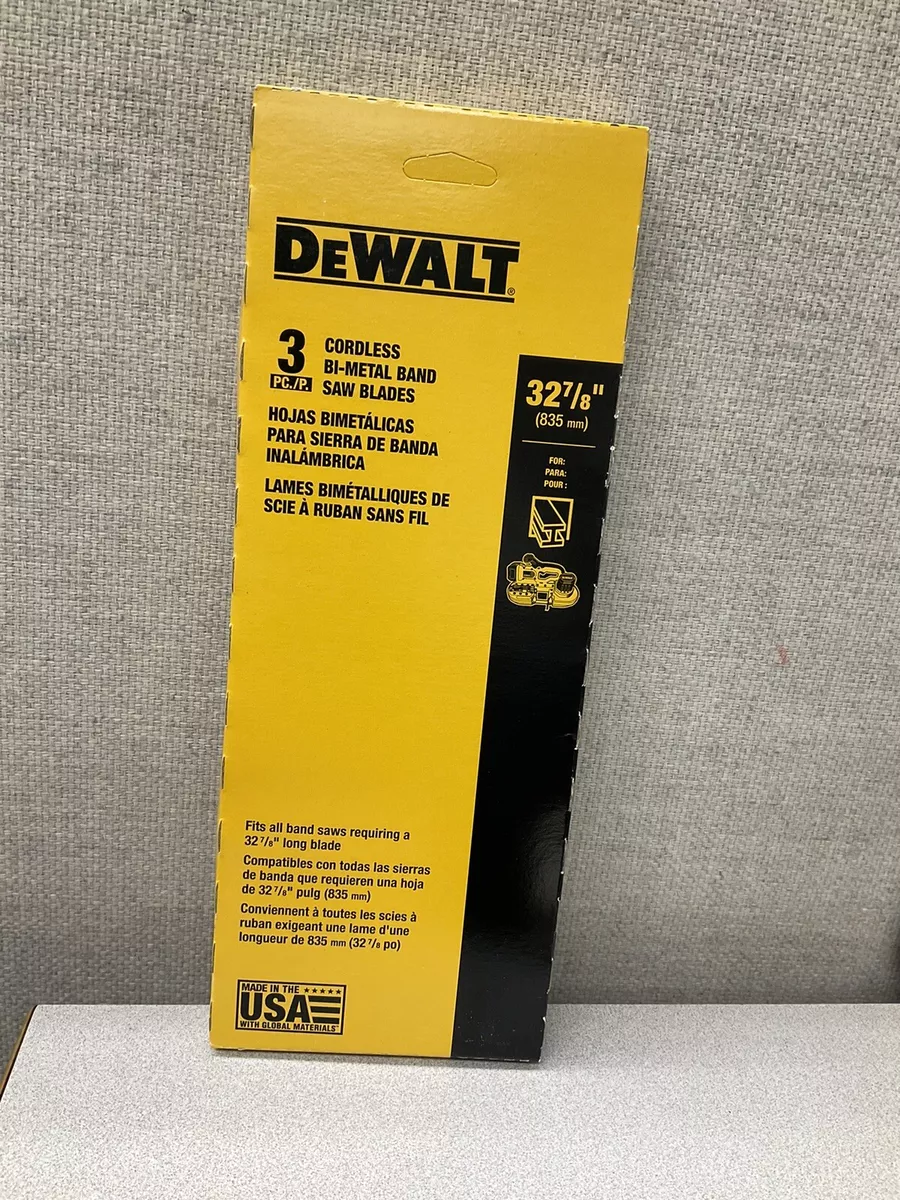 DEWALT®
3
PC./P.
CORDLESS
BI-METAL BAND
SAW BLADES
HOJAS BIMETÁLICAS
PARA SIERRA DE BANDA
INALÁMBRICA
LAMES BIMÉTALLIQUES DE
SCIE À RUBAN SANS FIL
32 7/8"
(835 mm)
FOR:
PARA:
POUR :
Fits all band saws requiring a
32 7/8" long blade
Compatibles con todas las sierras
de banda que requieren una hoja
de 32 7/8" pulg (835 mm)
Conviennent à toutes les scies à
ruban exigeant une lame d'une
longueur de 835 mm (32 7/8 po)
MADE IN THE
USA
WITH GLOBAL MATERIALS™